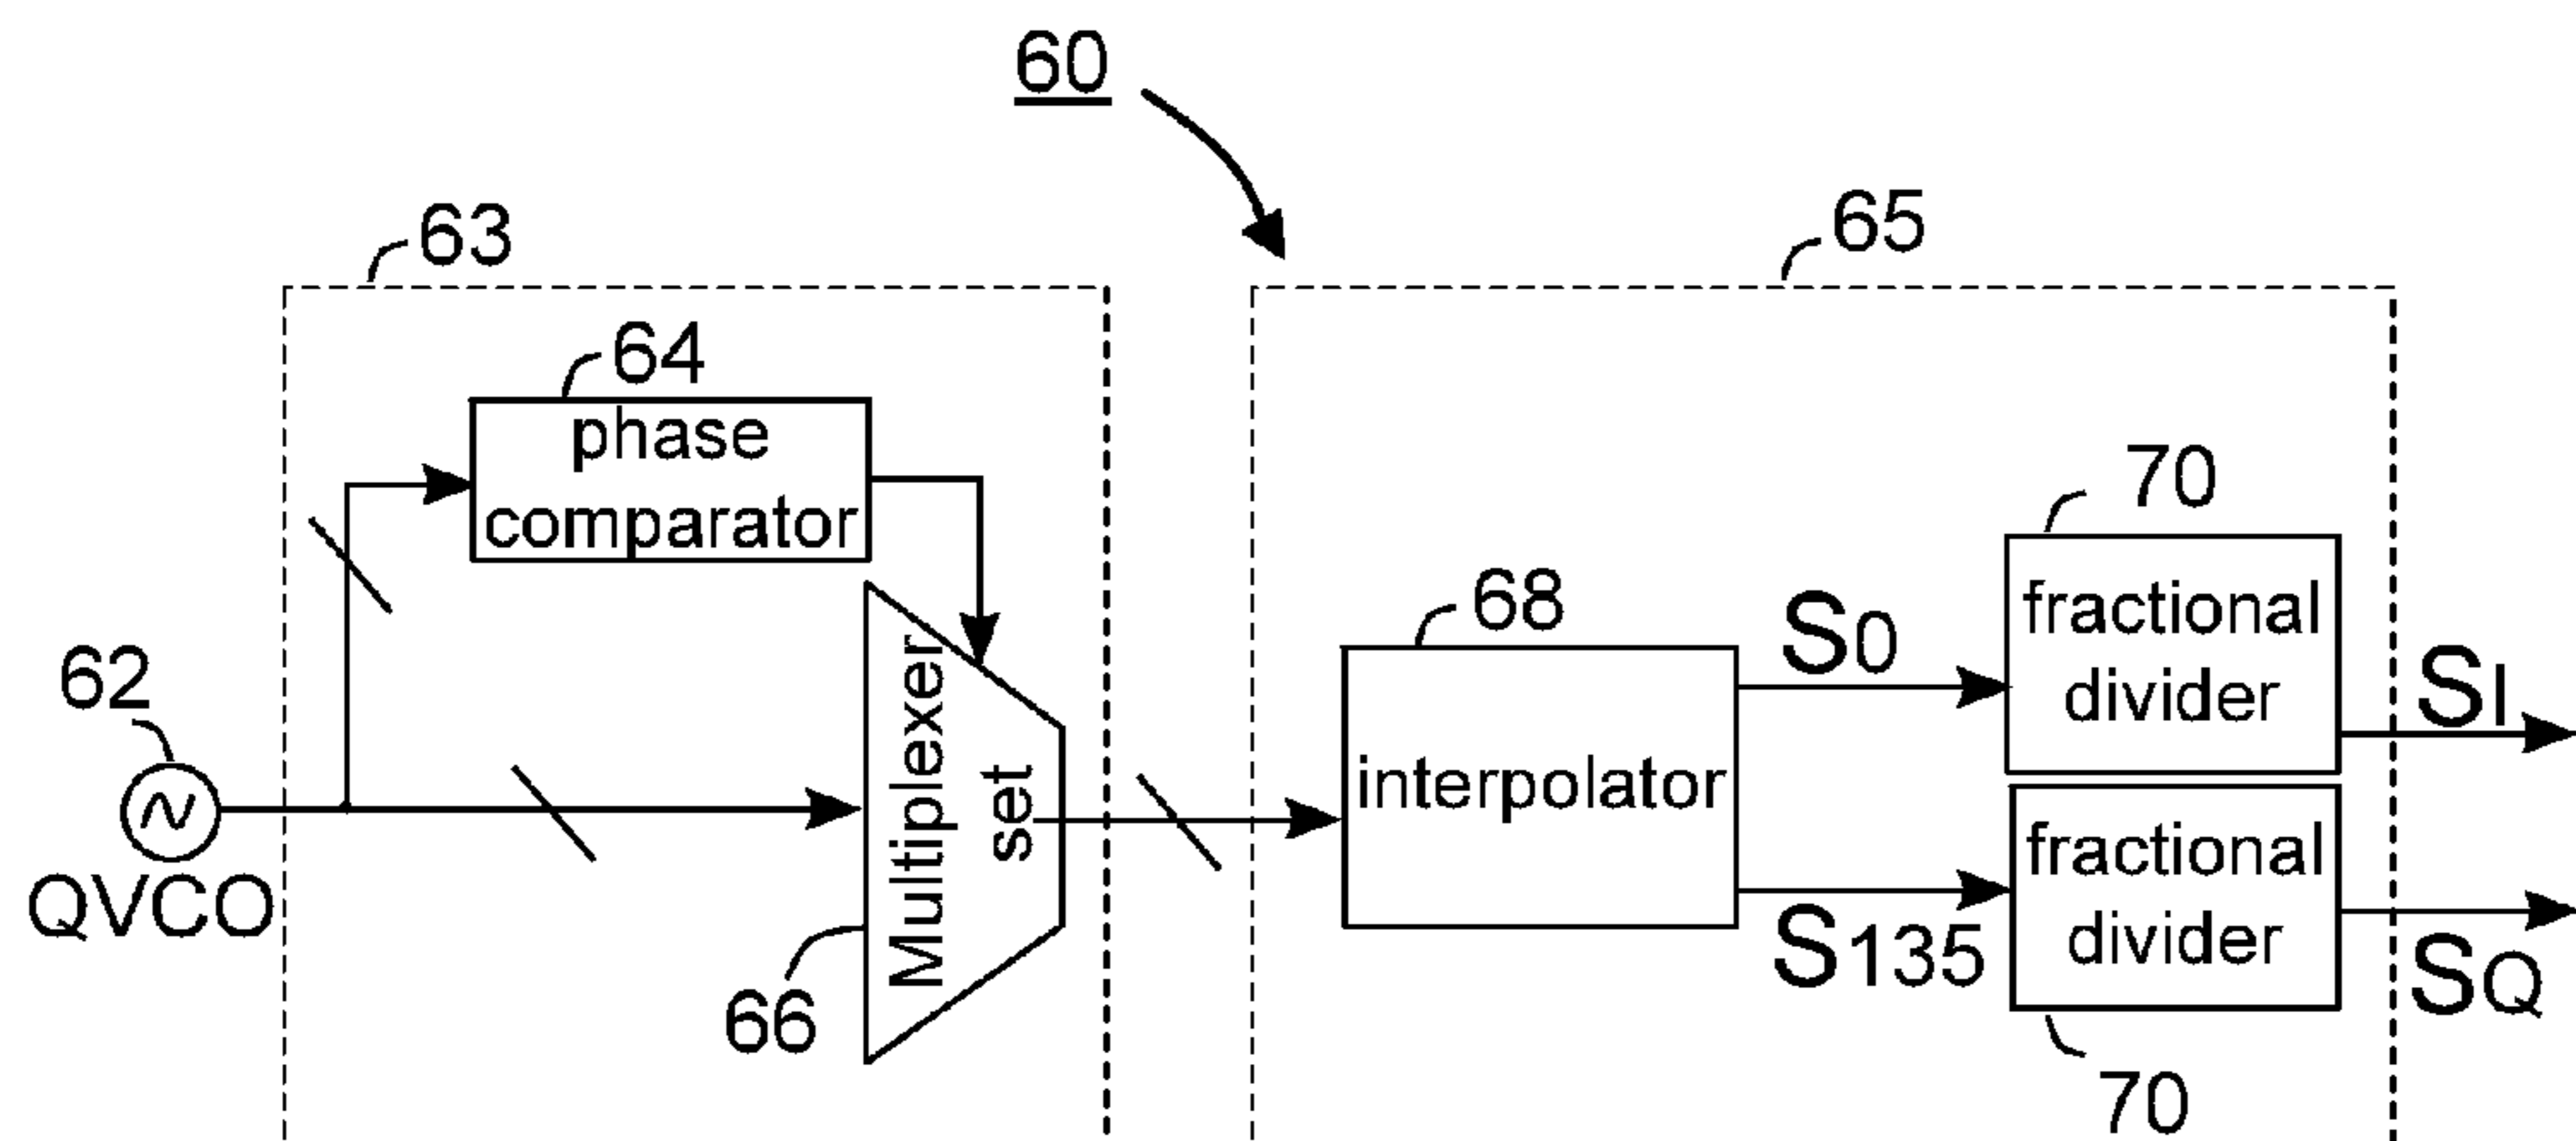 60
63
65
64
phase
comparator
70
fractional
divider
68
S0
SI
62
interpolator
Multiplexer
set
fractional
divider
QVCO
S135
SQ
66
70